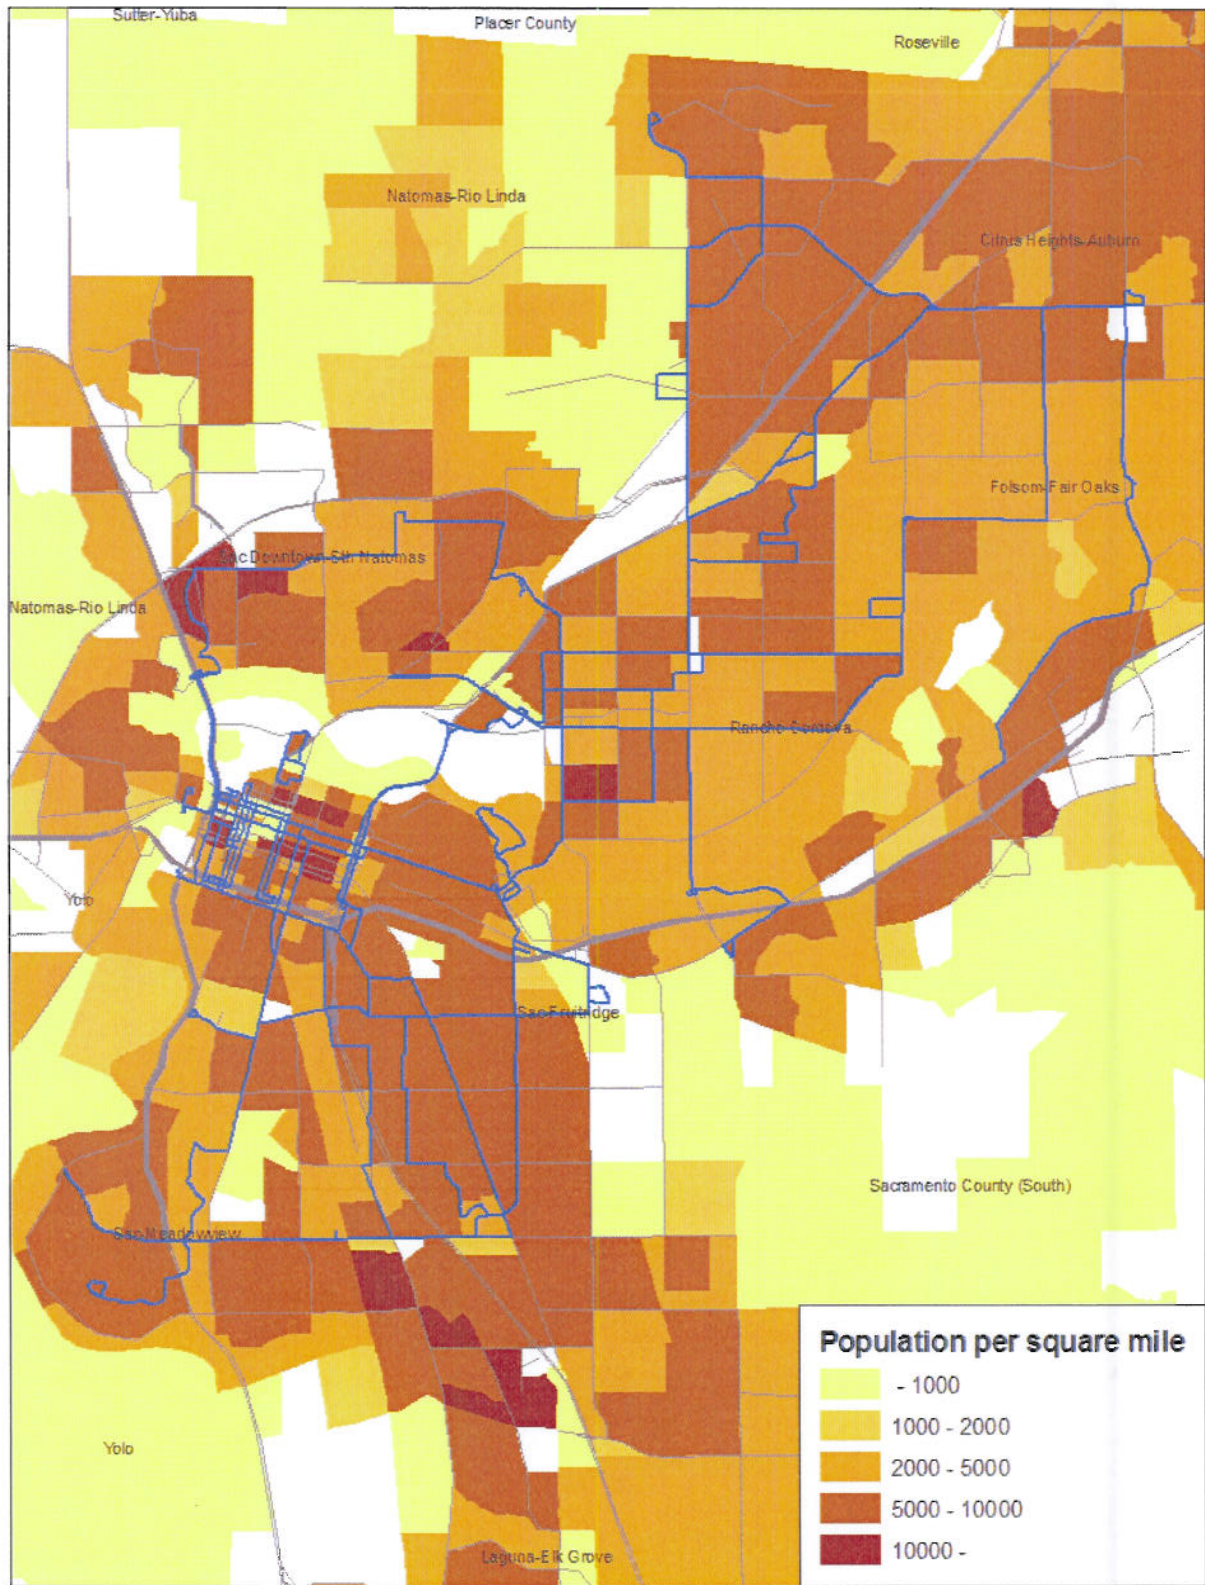 Sutter-Yuba
Placer County
Roseville
Natomas-Rio Linda
Citrus Heights-Auburn
Folsom-Fair Oaks
Sac Downtown-Sth Natomas
Natomas-Rio Linda
Rancho Cordova
Yolo
Sac-Fruitridge
Sacramento County (South)
Sac-Meadowview
Yolo
Laguna-Elk Grove
Population per square mile
- 1000
1000 - 2000
2000 - 5000
5000 - 10000
10000 -